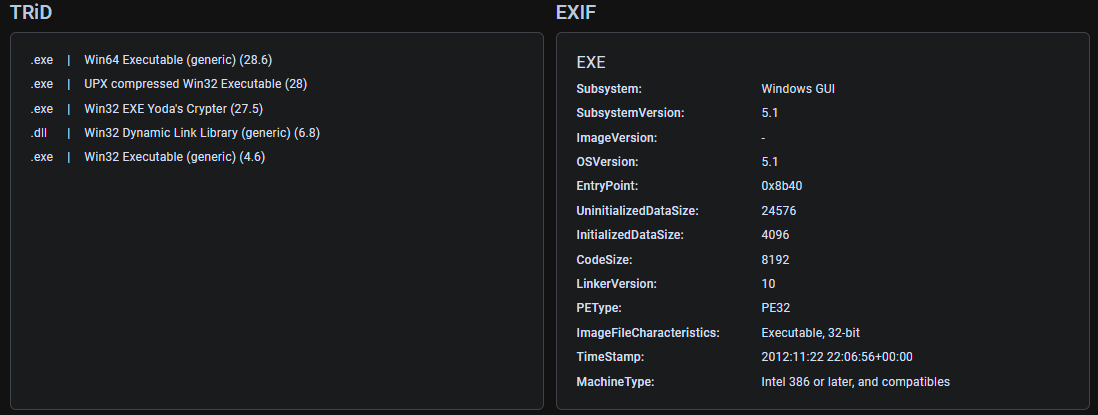 TRiD
.exe | Win64 Executable (generic) (28.6)
.exe | UPX compressed Win32 Executable (28)
.exe | Win32 EXE Yoda's Crypter (27.5)
.dll | Win32 Dynamic Link Library (generic) (6.8)
.exe | Win32 Executable (generic) (4.6)
EXIF
EXE
Subsystem: Windows GUI
SubsystemVersion: 5.1
ImageVersion: -
OSVersion: 5.1
EntryPoint: 0x8b40
UninitializedDataSize: 24576
InitializedDataSize: 4096
CodeSize: 8192
LinkerVersion: 10
PEType: PE32
ImageFileCharacteristics: Executable, 32-bit
TimeStamp: 2012:11:22 22:06:56+00:00
MachineType: Intel 386 or later, and compatibles